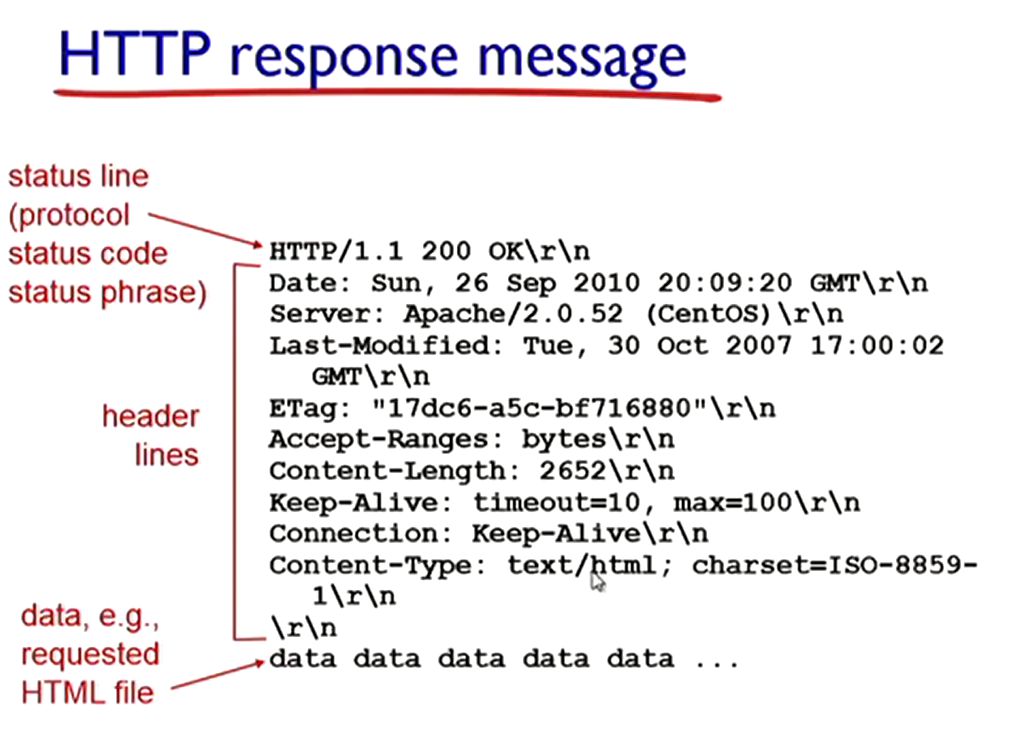 HTTP response message
status line
(protocol
status code
status phrase)
HTTP/1.1 200 OK\r\n
Date: Sun, 26 Sep 2010 20:09:20 GMT\r\n
Server: Apache/2.0.52 (CentOS)\r\n
Last-Modified: Tue, 30 Oct 2007 17:00:02
GMT\r\n
ETag: "17dc6-a5c-bf716880"\r\n
Accept-Ranges: bytes\r\n
Content-Length: 2652\r\n
Keep-Alive: timeout=10, max=100\r\n
Connection: Keep-Alive\r\n
Content-Type: text/html; charset=ISO-8859-
1\r\n
\r\n
data data data data data ...
header
lines
data, e.g.,
requested
HTML file